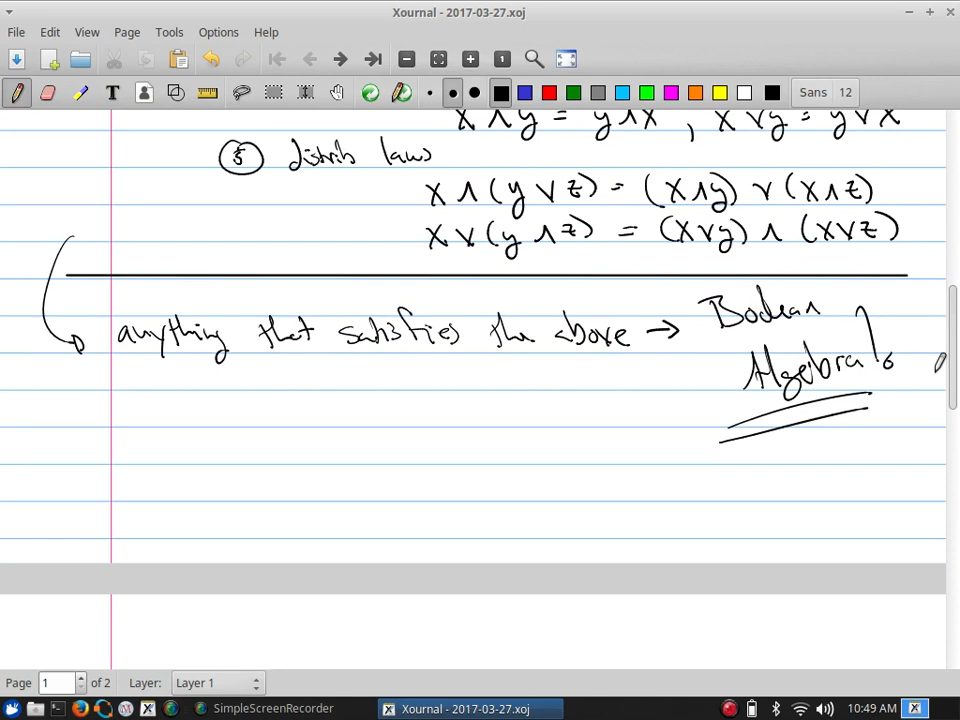 Xournal - 2017-03-27.xoj
File Edit View Page Tools Options Help
Sans 12
x ∧ y = y ∧ x , x ∨ y = y ∨ x
⑤ distrib laws
x ∧ (y ∨ z) = (x ∧ y) ∨ (x ∧ z)
x ∨ (y ∧ z) = (x ∨ y) ∧ (x ∨ z)
anything that satisfies the above → Boolean
Algebra
Page 1 of 2 Layer: Layer 1
SimpleScreenRecorder Xournal - 2017-03-27.xoj 10:49 AM